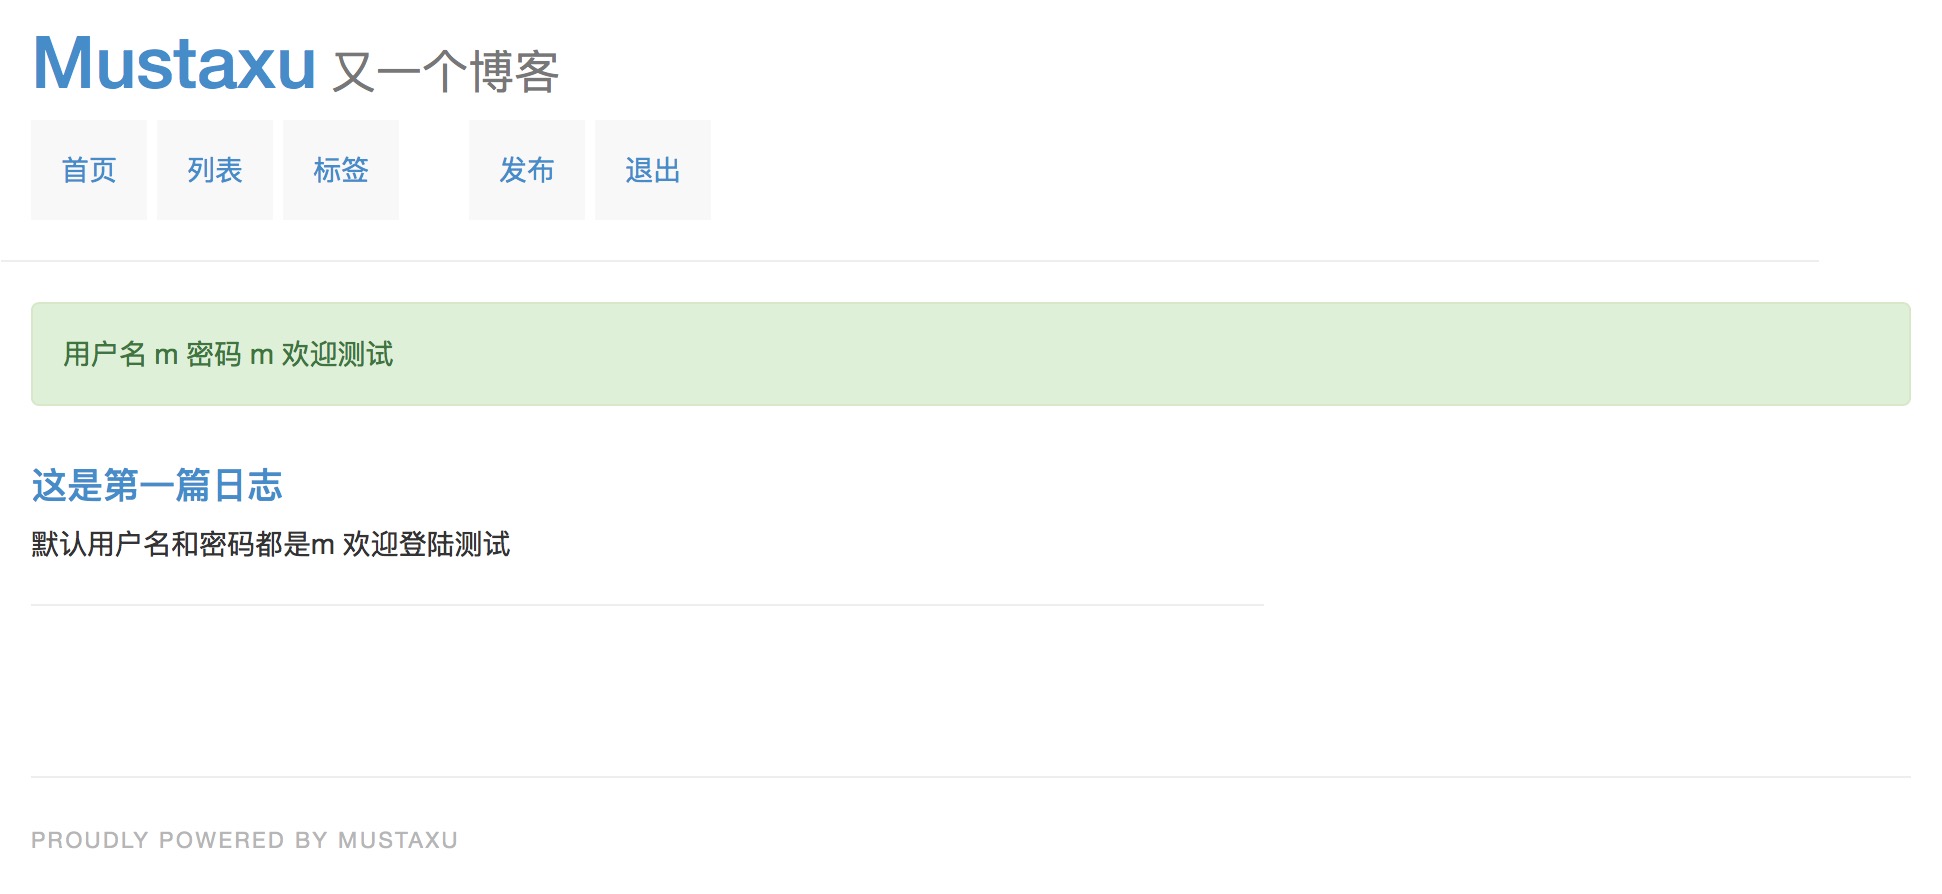 Mustaxu 又一个博客
首页 列表 标签 发布 退出
用户名 m 密码 m 欢迎测试
这是第一篇日志
默认用户名和密码都是m 欢迎登陆测试
PROUDLY POWERED BY MUSTAXU